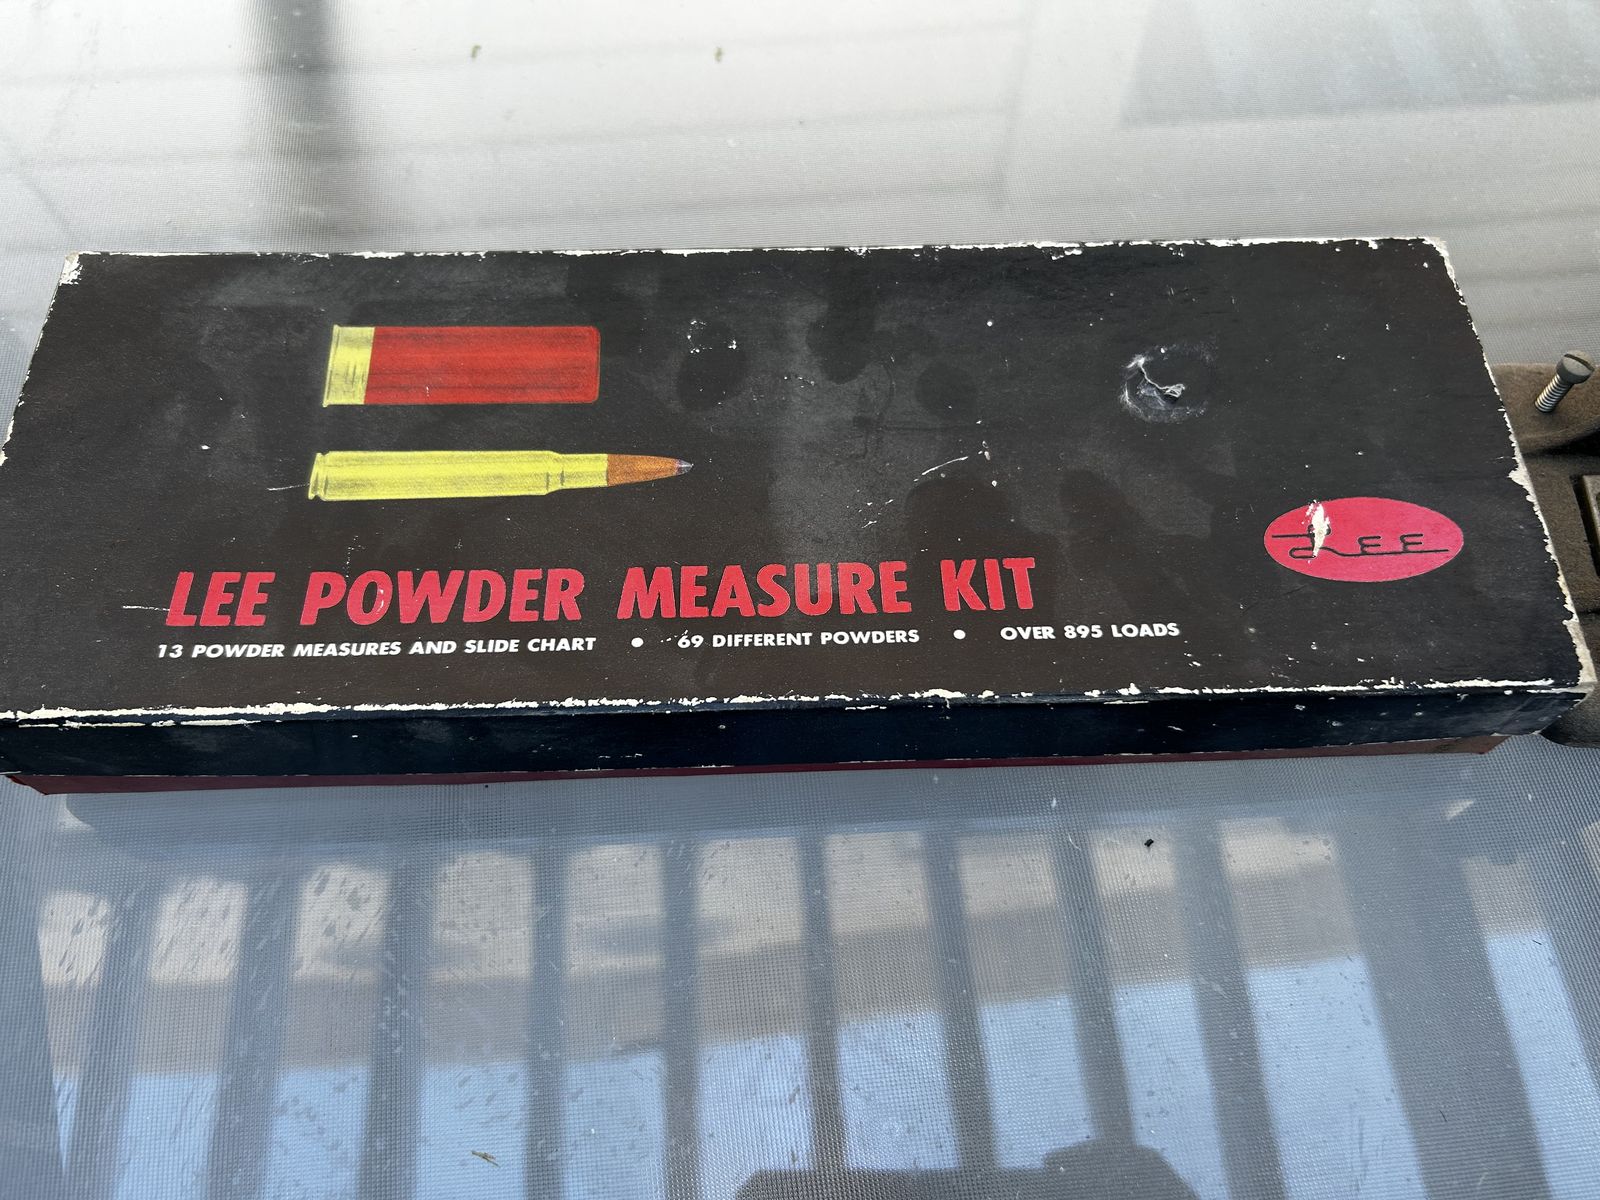 LEE POWDER MEASURE KIT
13 POWDER MEASURES AND SLIDE CHART • 69 DIFFERENT POWDERS • OVER 895 LOADS
LEE